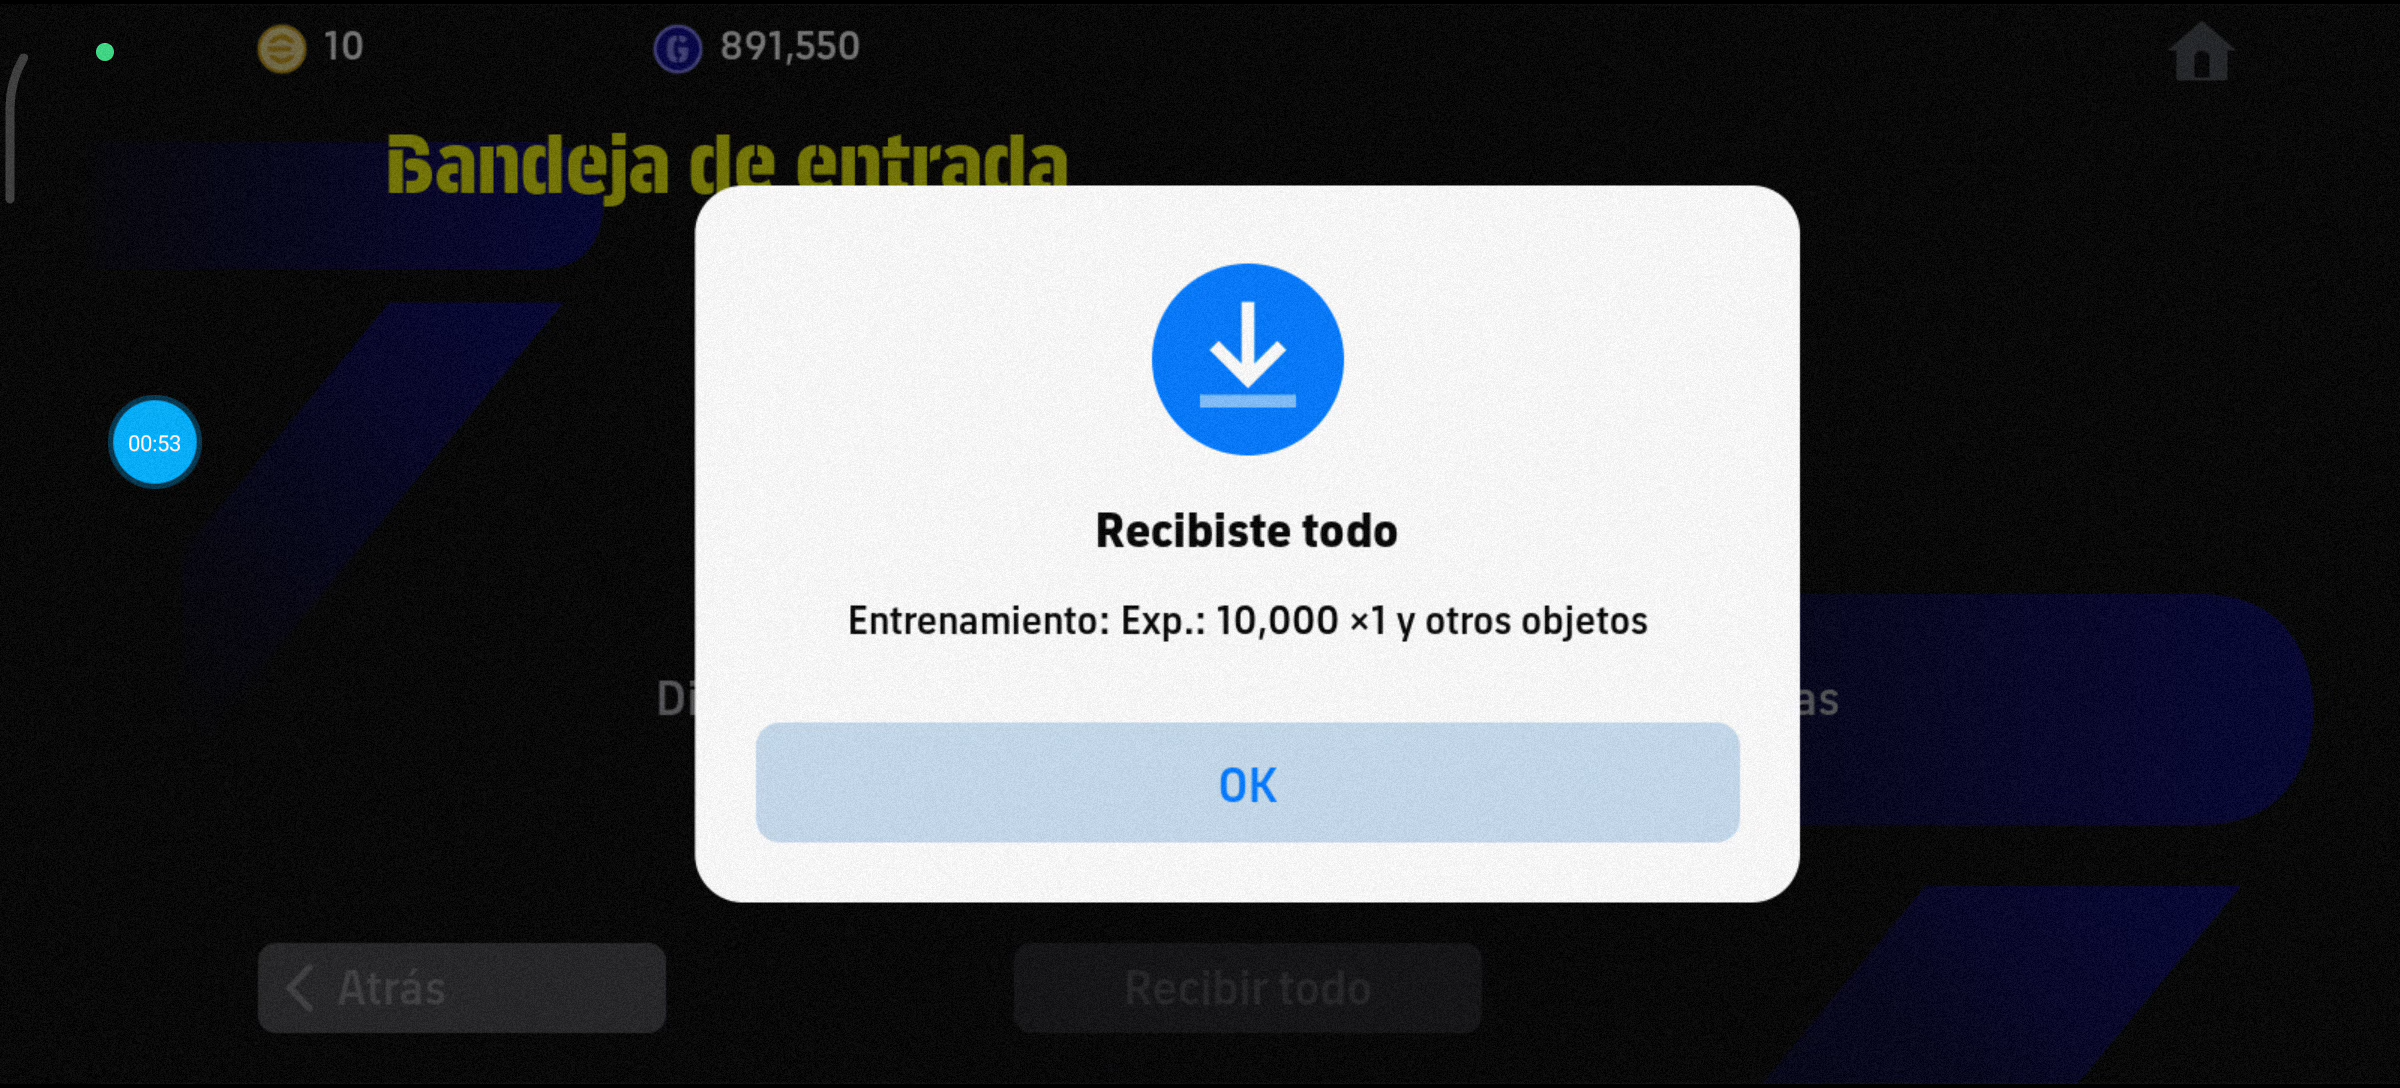 10
891,550
Bandeja de entrada
00:53
Recibiste todo
Entrenamiento: Exp.: 10,000 ×1 y otros objetos
OK
Atrás
Recibir todo